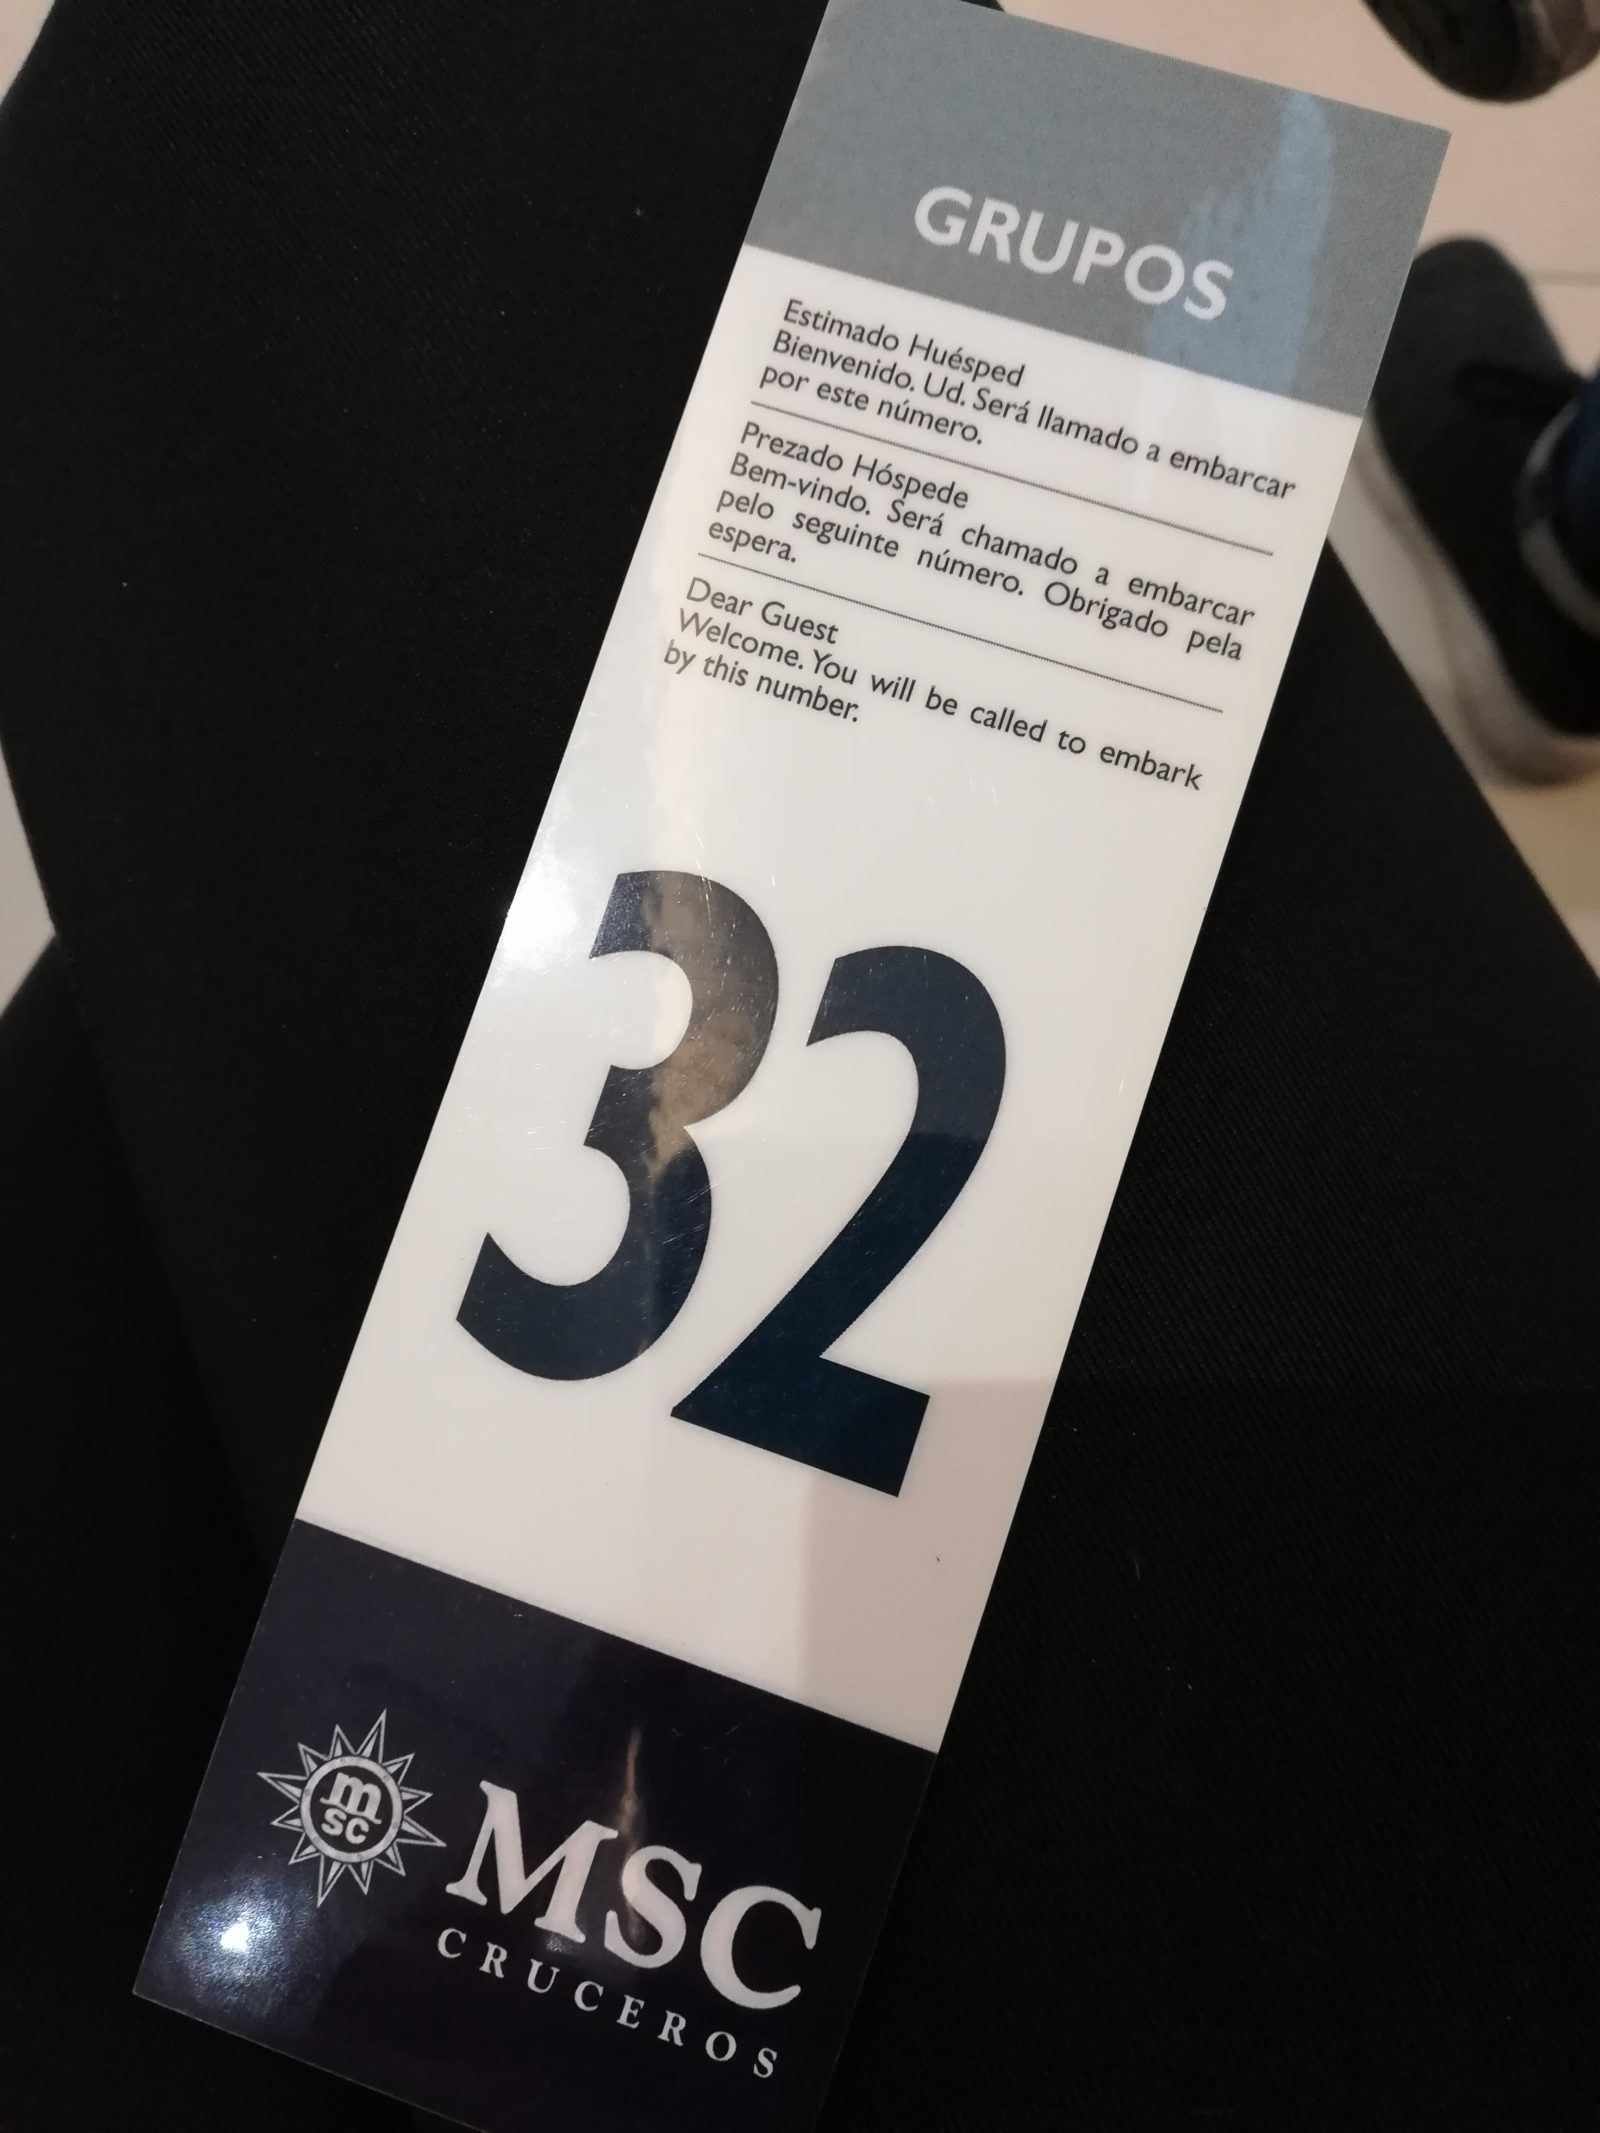 GRUPOS
Estimado Huésped
Bienvenido. Ud. Será llamado a embarcar
por este número.
Prezado Hóspede
Bem-vindo. Será chamado a embarcar
pelo seguinte número. Obrigado pela
espera.
Dear Guest
Welcome. You will be called to embark
by this number.
32
m
sc
MSC
CRUCEROS